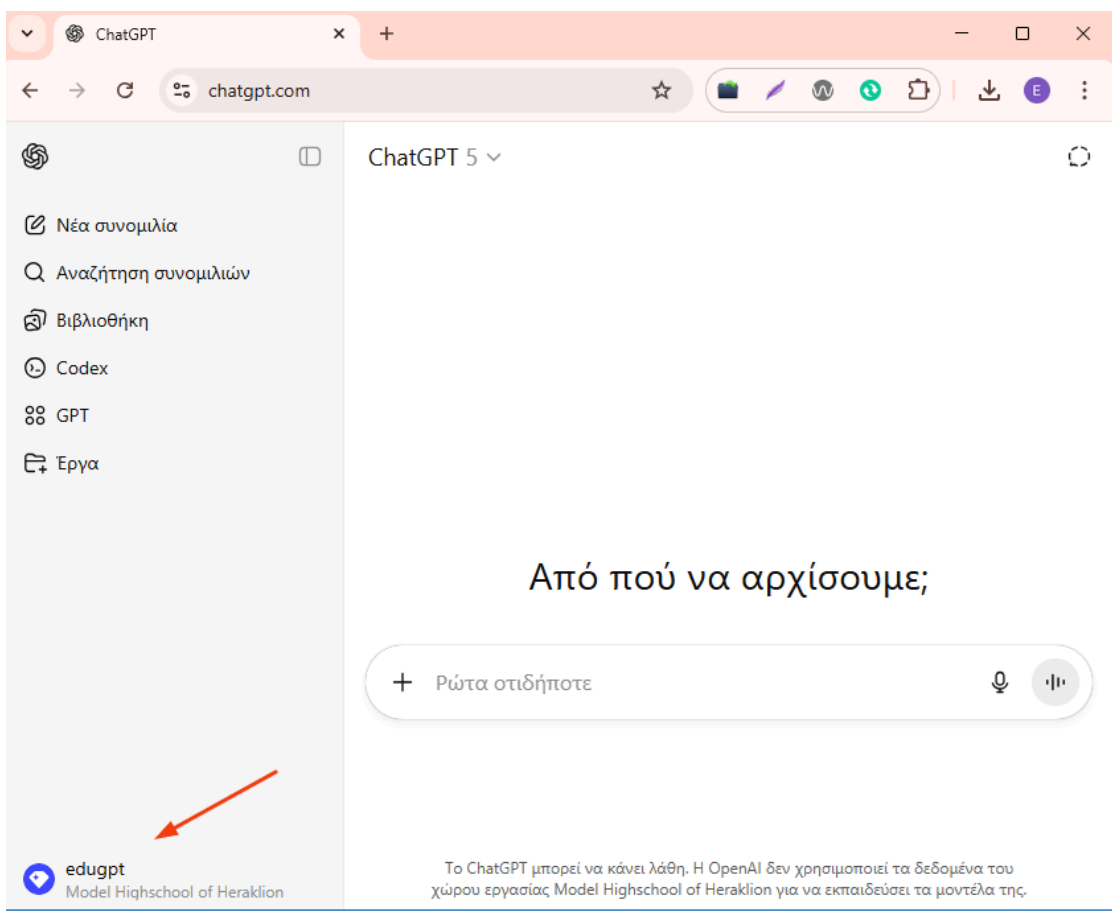 ChatGPT
chatgpt.com
E
ChatGPT 5
Νέα συνομιλία
Αναζήτηση συνομιλιών
Βιβλιοθήκη
Codex
GPT
Έργα
Από πού να αρχίσουμε;
Ρώτα οτιδήποτε
edugpt
Model Highschool of Heraklion
Το ChatGPT μπορεί να κάνει λάθη. Η OpenAI δεν χρησιμοποιεί τα δεδομένα του
χώρου εργασίας Model Highschool of Heraklion για να εκπαιδεύσει τα μοντέλα της.